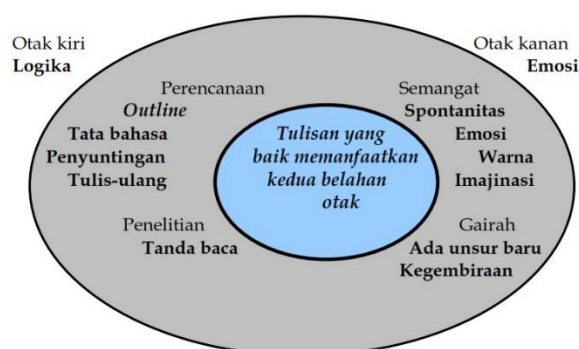 Otak kiri
Logika
Otak kanan
Emosi
Perencanaan
Outline
Tata bahasa
Penyuntingan
Tulis-ulang
Penelitian
Tanda baca
Tulisan yang
baik memanfaatkan
kedua belahan
otak
Semangat
Spontanitas
Emosi
Warna
Imajinasi
Gairah
Ada unsur baru
Kegembiraan